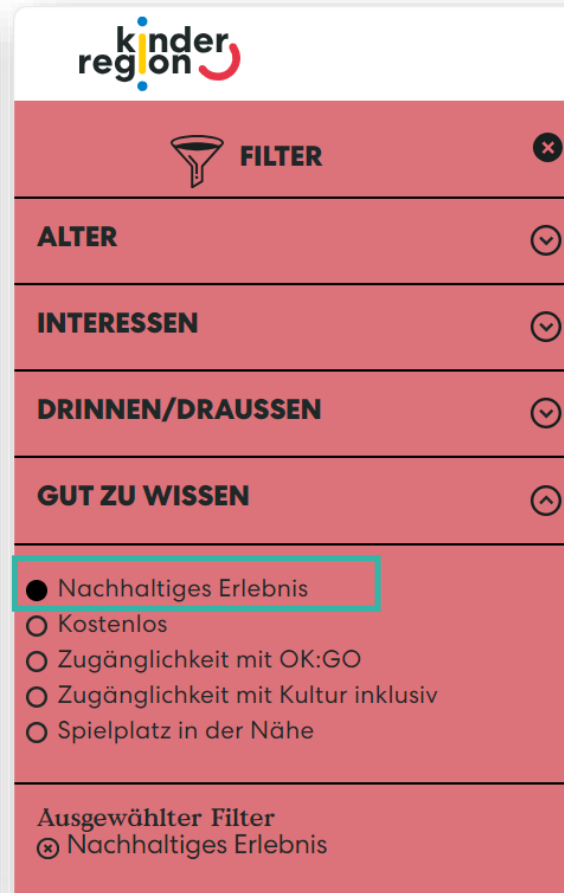 kinder
region
FILTER
ALTER
INTERESSEN
DRINNEN/DRAUSSEN
GUT ZU WISSEN
Nachhaltiges Erlebnis
Kostenlos
Zugänglichkeit mit OK:GO
Zugänglichkeit mit Kultur inklusiv
Spielplatz in der Nähe
Ausgewählter Filter
Nachhaltiges Erlebnis